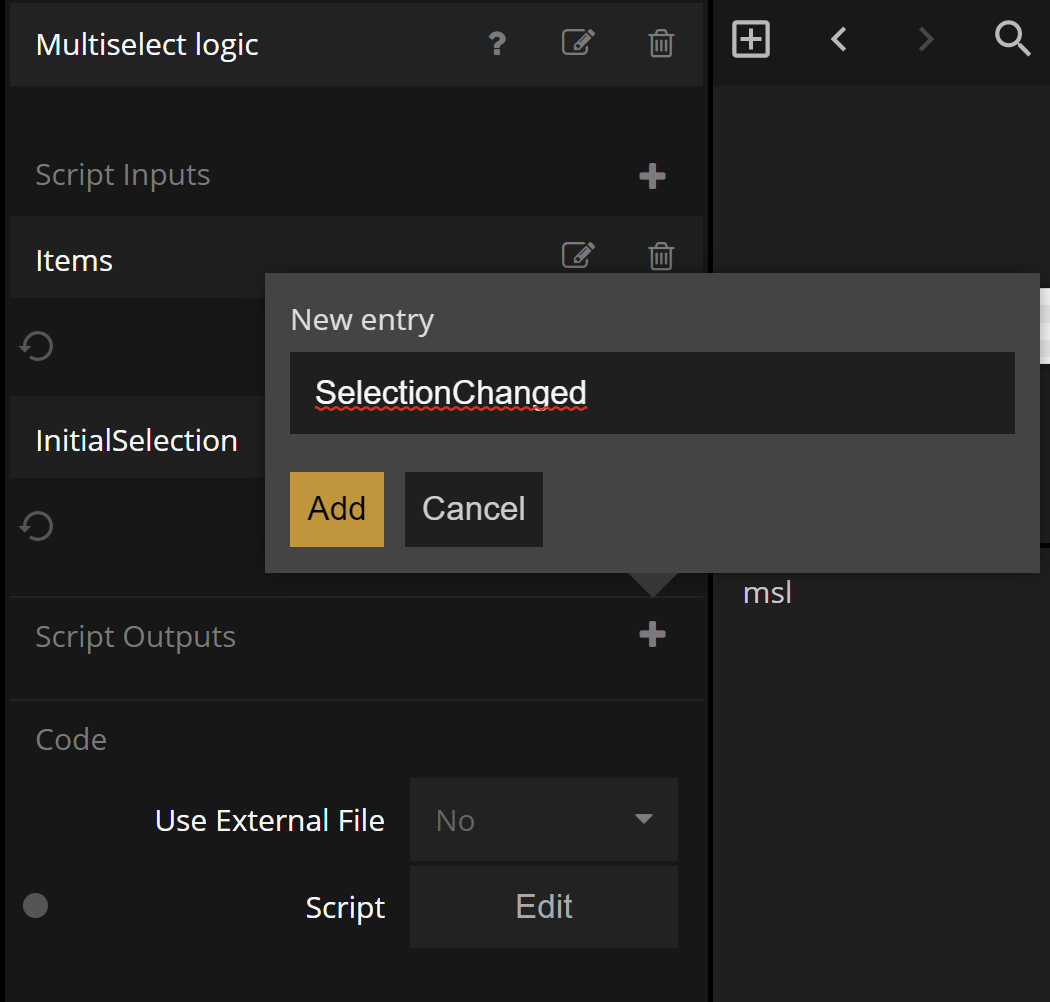 Multiselect logic
?
Script Inputs
Items
New entry
SelectionChanged
InitialSelection
Add Cancel
msl
Script Outputs
Code
Use External File No
Script Edit